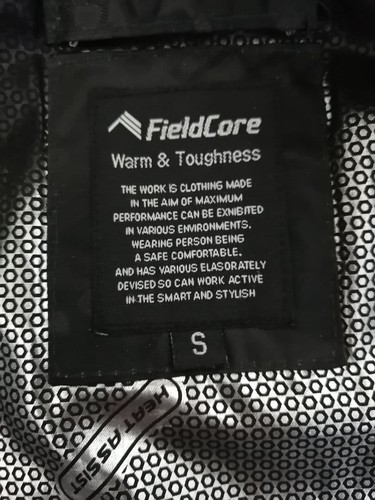 FieldCore
Warm & Toughness
THE WORK IS CLOTHING MADE
IN THE AIM OF MAXIMUM
PERFORMANCE CAN BE EXHIBITED
IN VARIOUS ENVIRONMENTS.
WEARING PERSON BEING
A SAFE COMFORTABLE.
AND HAS VARIOUS ELASORATELY
DEVISED SO CAN WORK ACTIVE
IN-THE SMART AND STYLISH
S
HEAT ASSIST